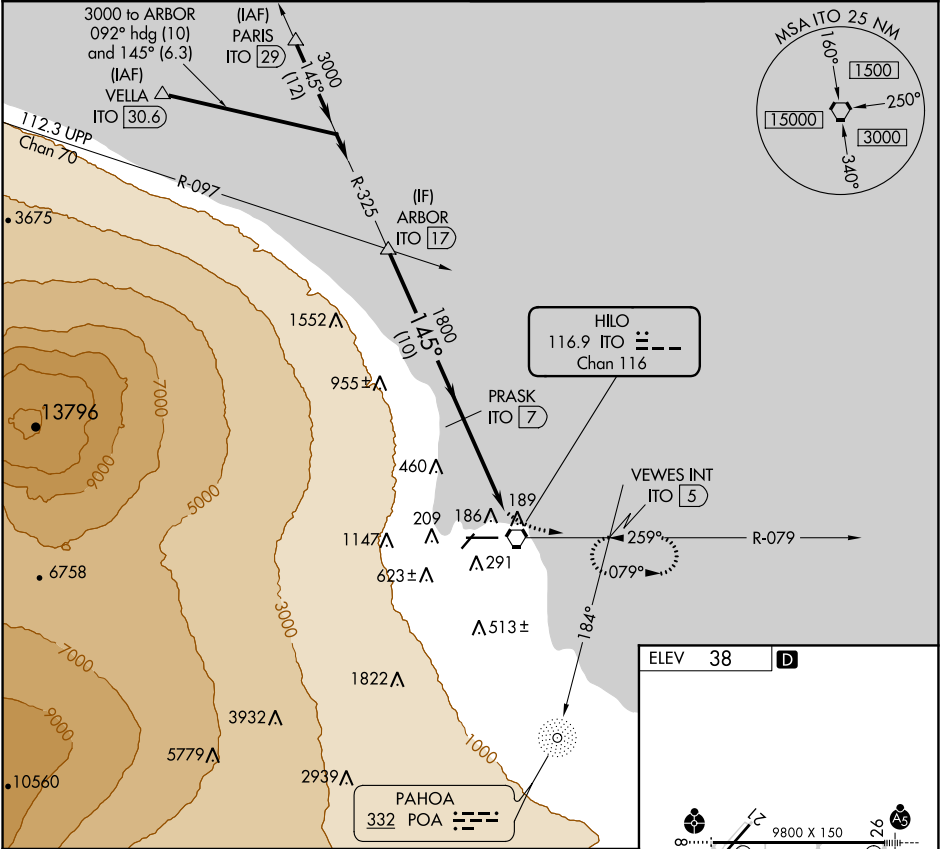 3000 to ARBOR
092° hdg (10)
and 145° (6.3)
(IAF)
VELLA
ITO 30.6
(IAF)
PARIS
ITO 29
3000
145°
(12)
MSA ITO 25 NM
160°
1500
250°
15000
3000
340°
112.3 UPP
Chan 70
R-097
R-325
(IF)
ARBOR
ITO 17
3675
1552
1800
145°
(10)
HILO
116.9 ITO
Chan 116
955±
7000
13796
9000
PRASK
ITO 7
5000
460
VEWES INT
ITO 5
189
186
209
1147
259°
R-079
291
079°
623±
6758
3000
513±
184°
7000
1822
ELEV 38 D
9000
3932
5779
1000
2939
10560
PAHOA
332 POA
21
9800 X 150
26
A5
8